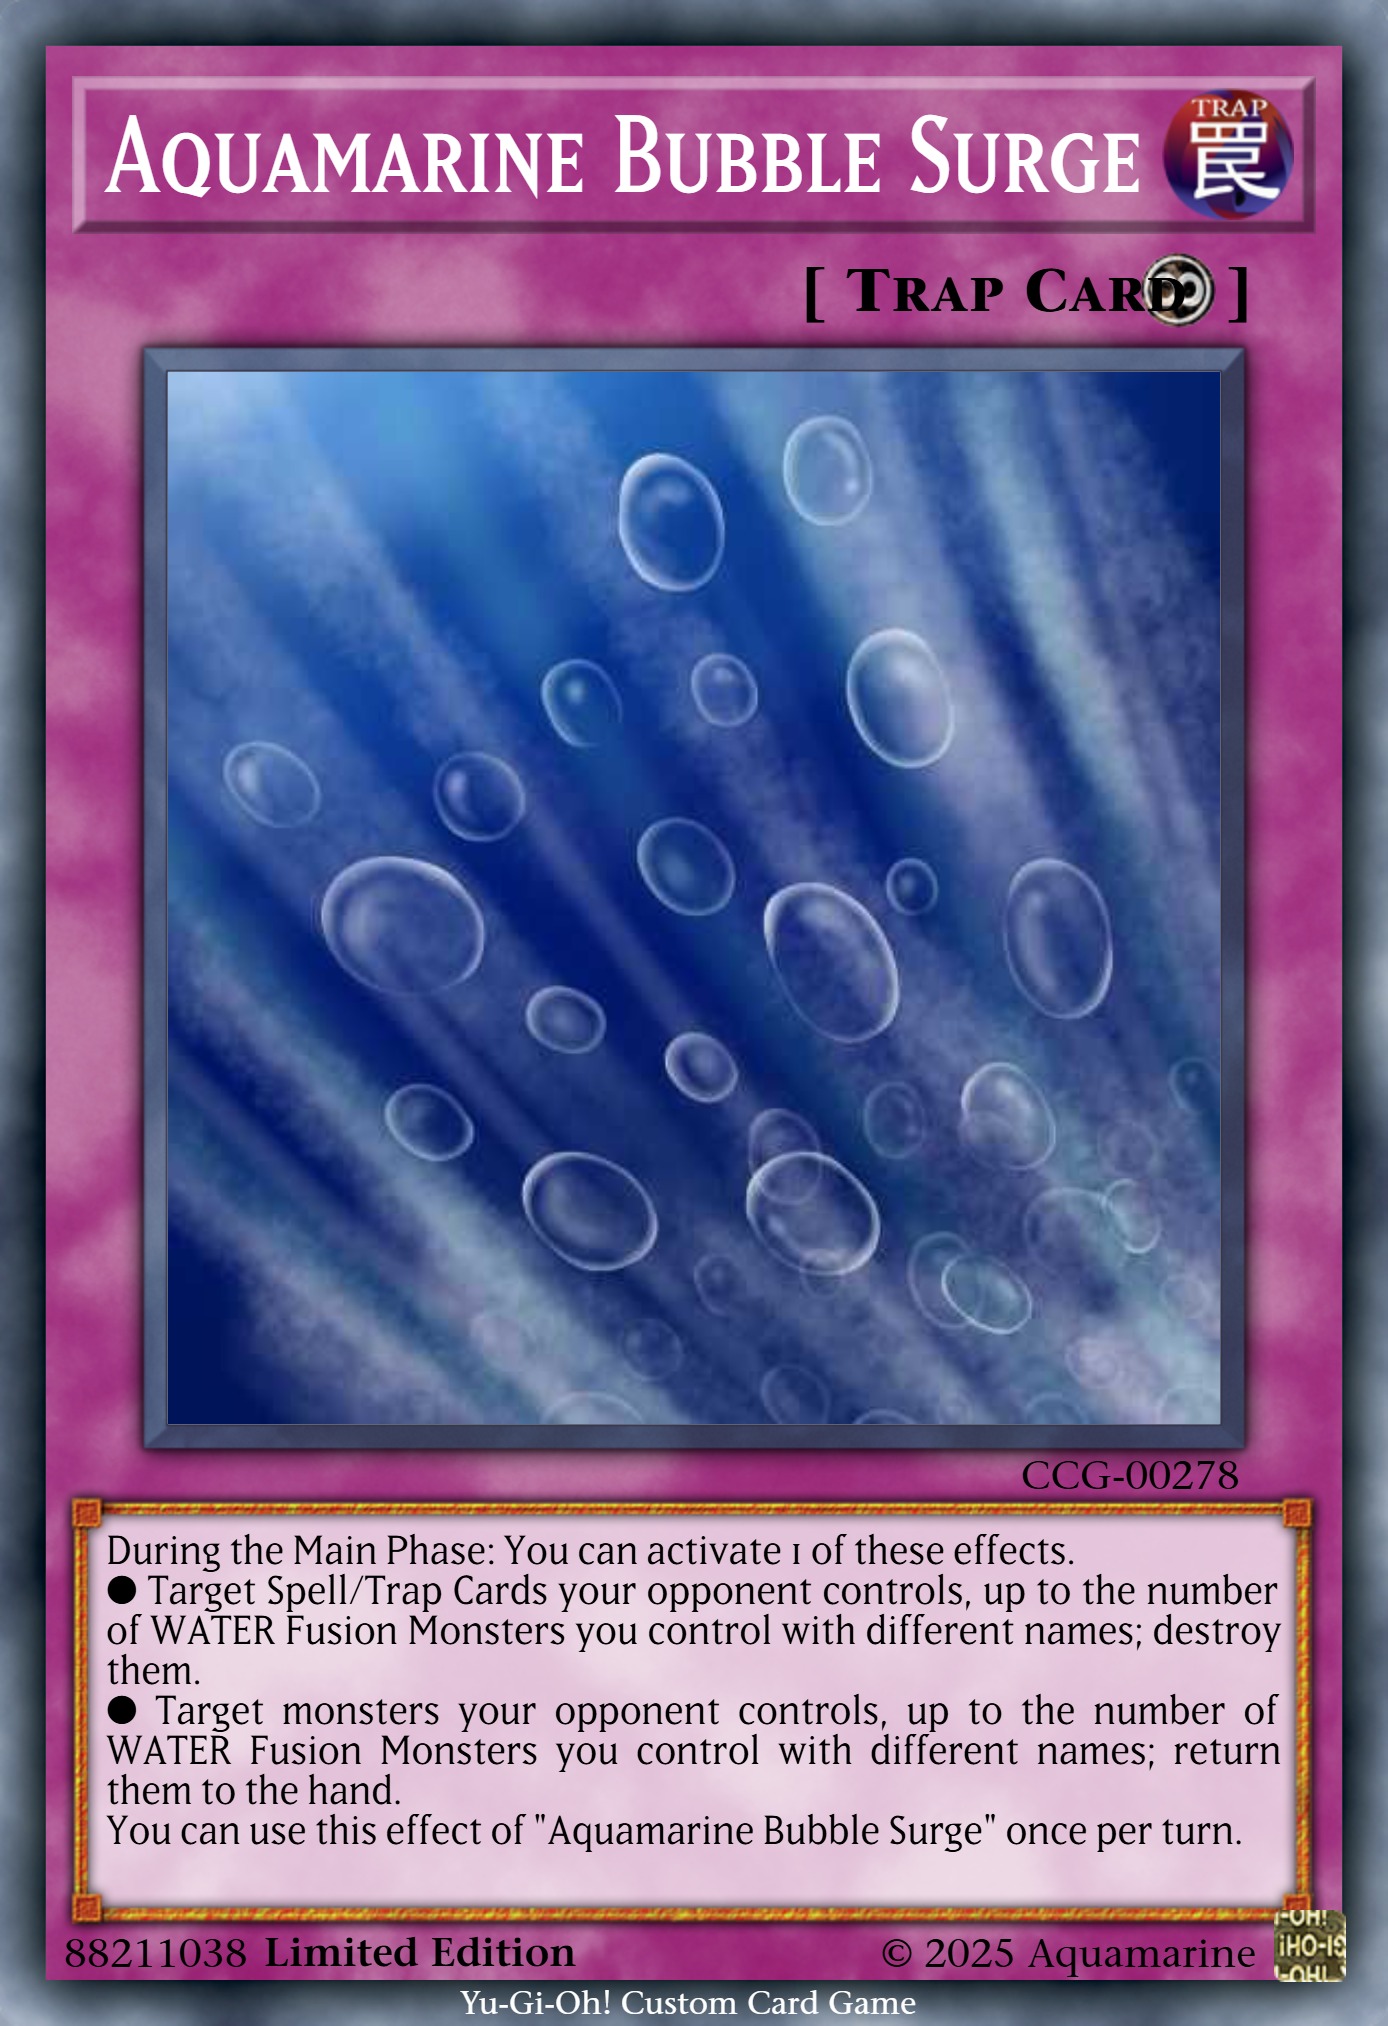 Aquamarine Bubble Surge
TRAP
罠
[ Trap Card ]
CCG-00278
During the Main Phase: You can activate 1 of these effects.
● Target Spell/Trap Cards your opponent controls, up to the number
of WATER Fusion Monsters you control with different names; destroy
them.
● Target monsters your opponent controls, up to the number of
WATER Fusion Monsters you control with different names; return
them to the hand.
You can use this effect of "Aquamarine Bubble Surge" once per turn.
88211038 Limited Edition
© 2025 Aquamarine
Yu-Gi-Oh! Custom Card Game